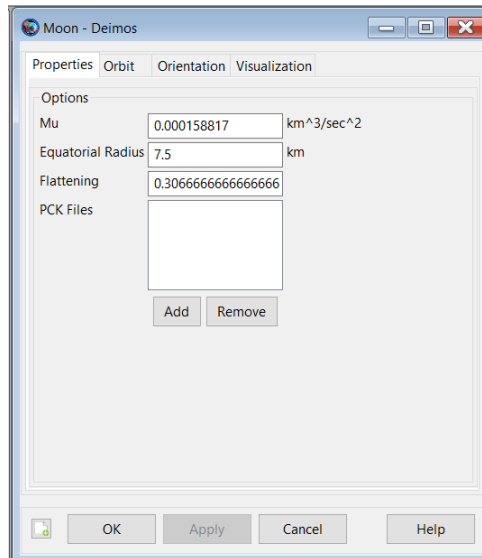 Moon - Deimos
Properties Orbit Orientation Visualization
Options
Mu 0.000158817 km^3/sec^2
Equatorial Radius 7.5 km
Flattening 0.3066666666666666
PCK Files
Add Remove
OK Apply Cancel Help